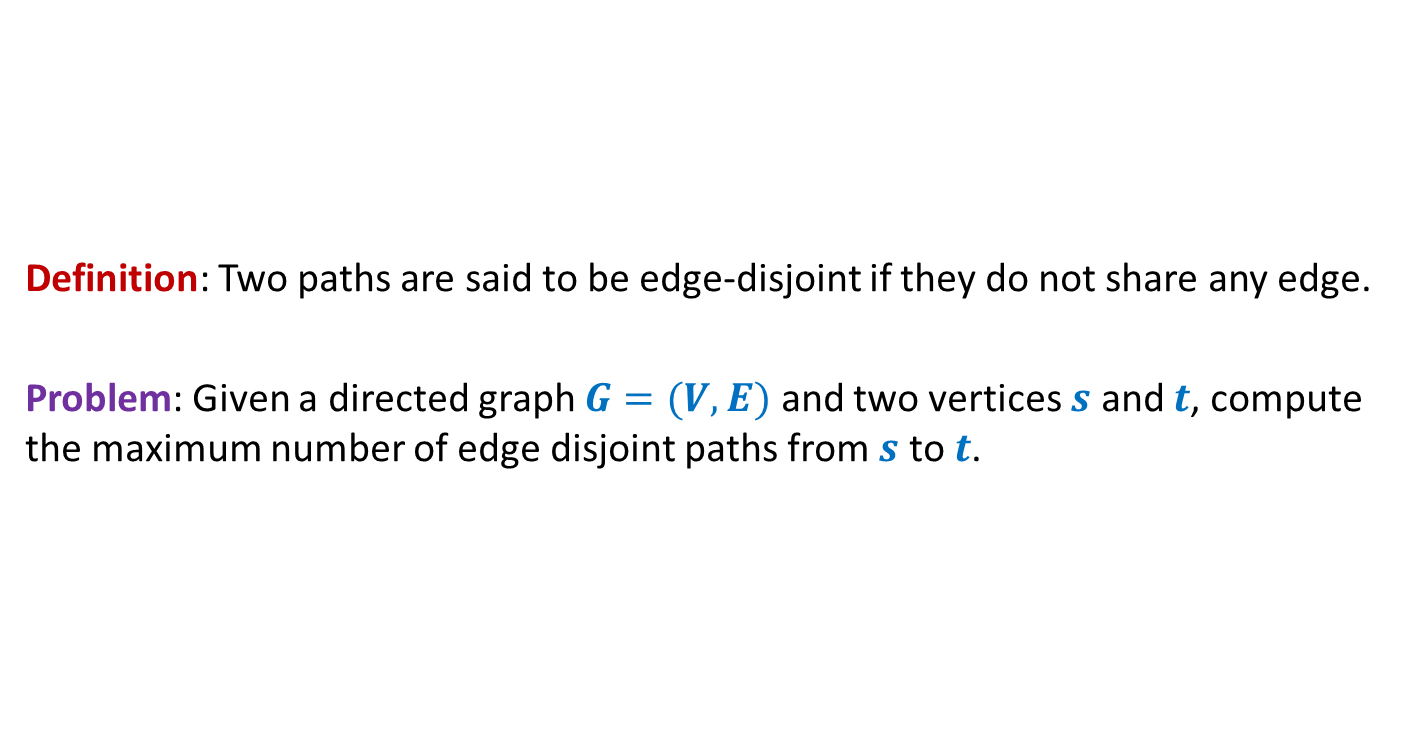 Definition: Two paths are said to be edge-disjoint if they do not share any edge.
Problem: Given a directed graph G = (V, E) and two vertices s and t, compute
the maximum number of edge disjoint paths from s to t.